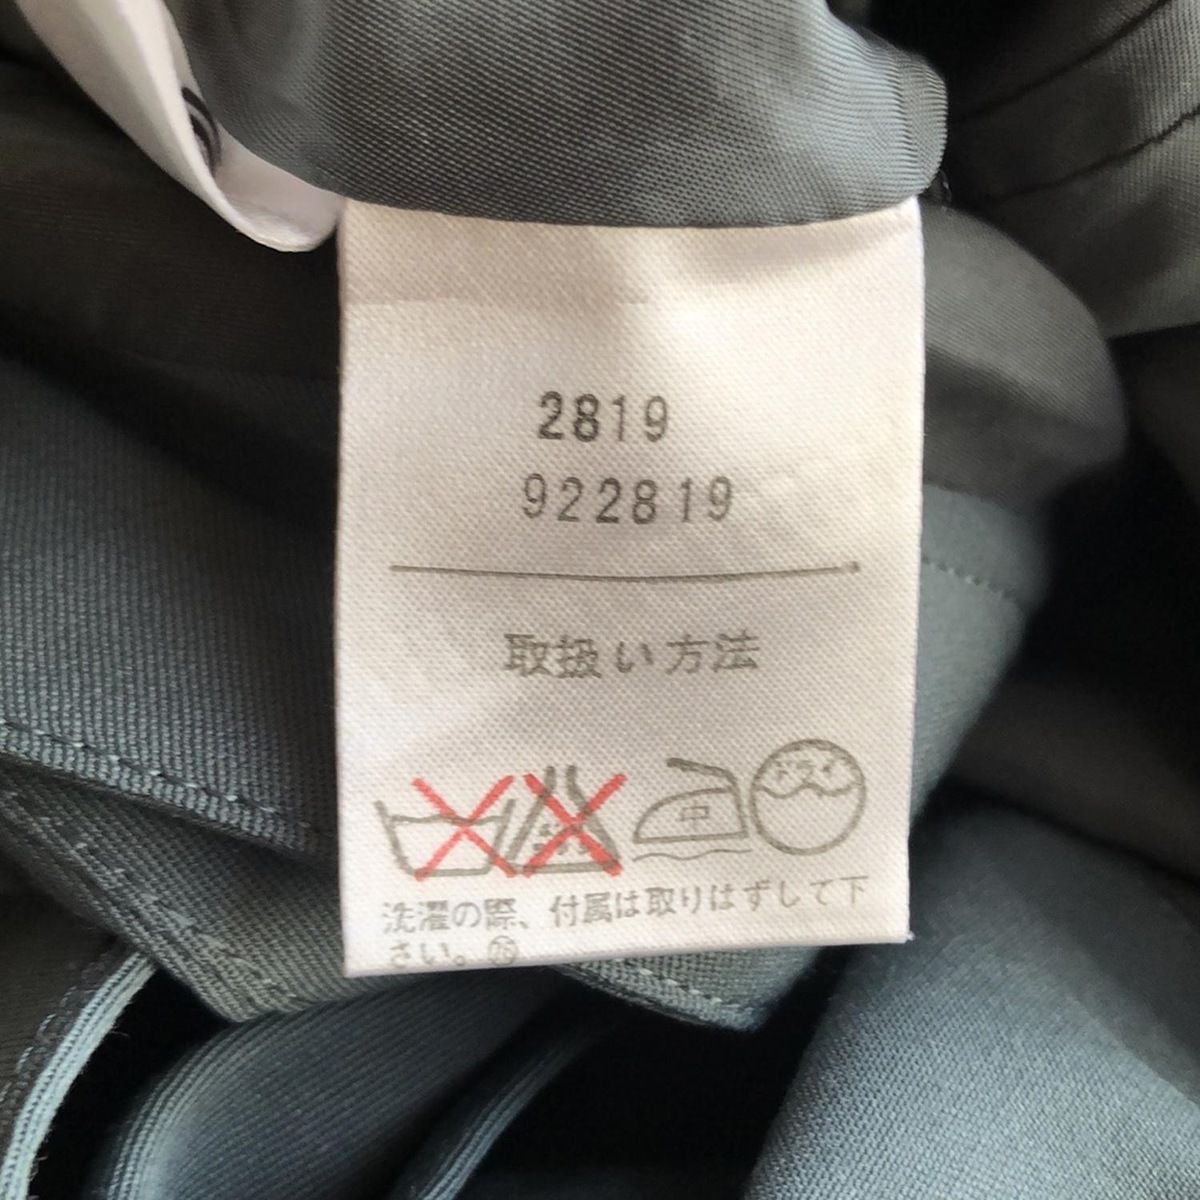 2819
922819
取扱い方法
中
ドライ
洗濯の際、付属は取りはずして下
さい。㉖